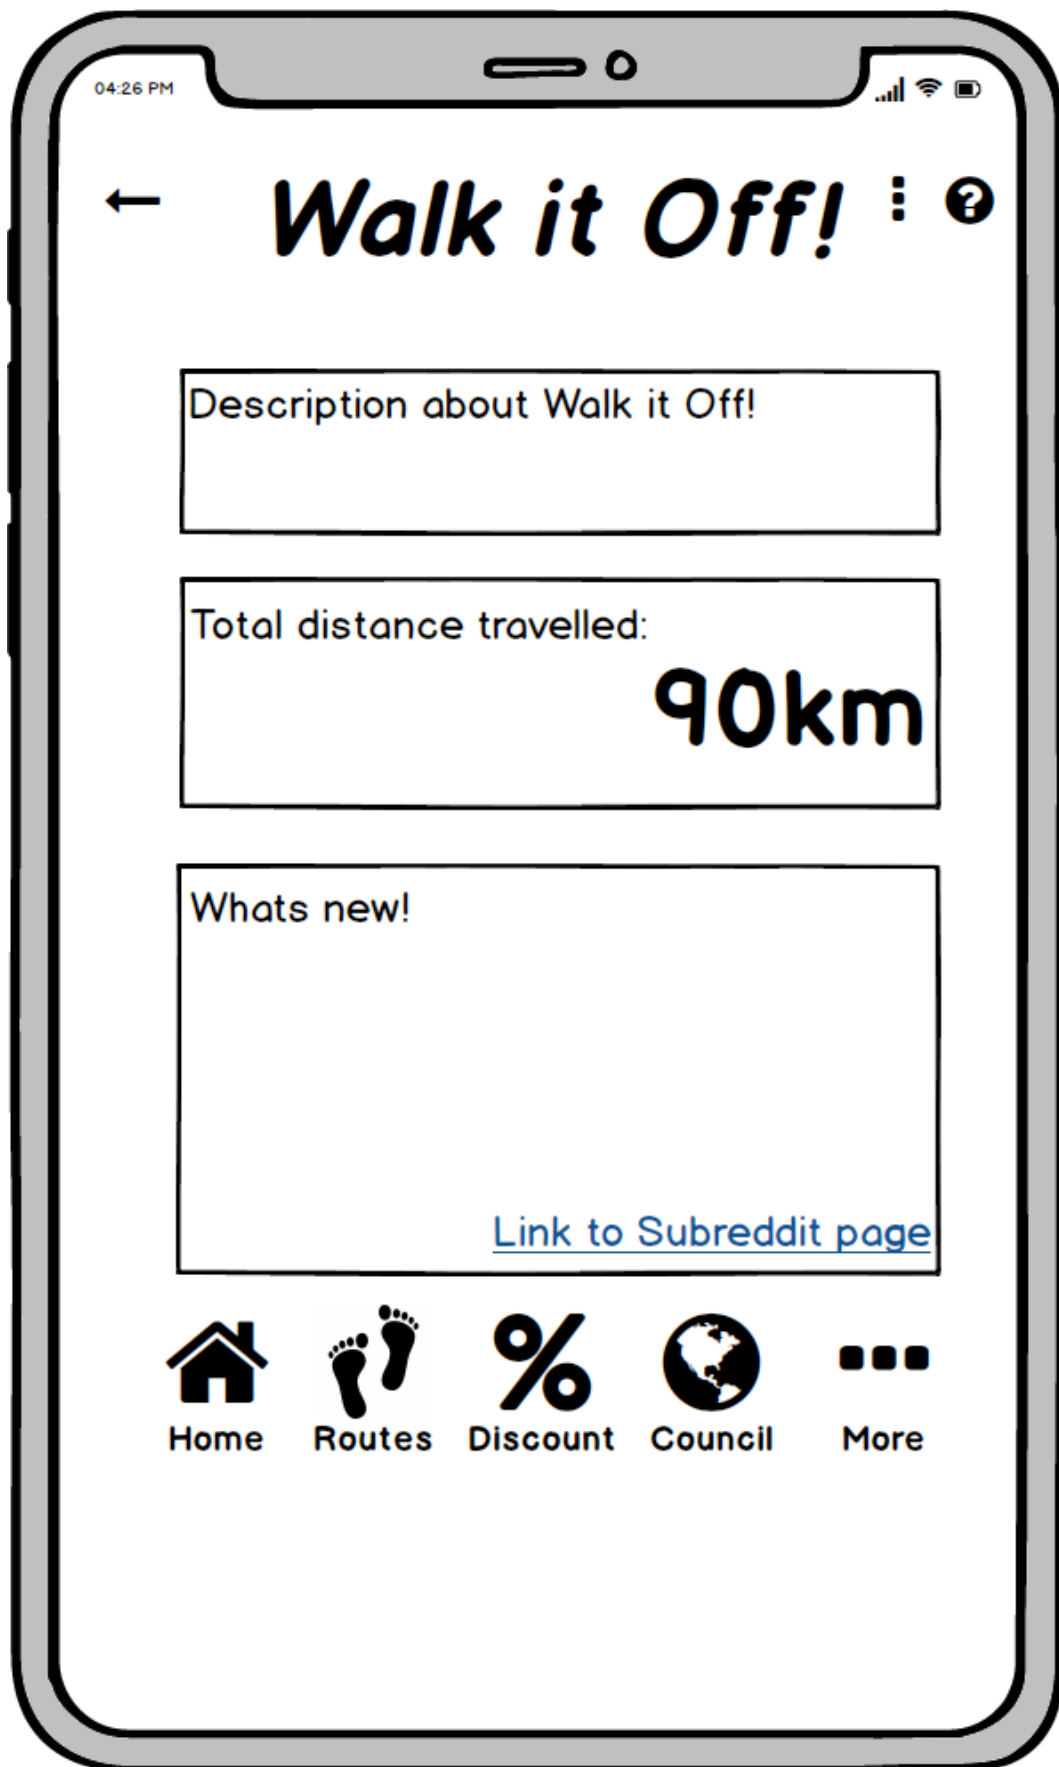 04:26 PM
Walk it Off!
Description about Walk it Off!
Total distance travelled:
90km
Whats new!
Link to Subreddit page
Home Routes Discount Council More